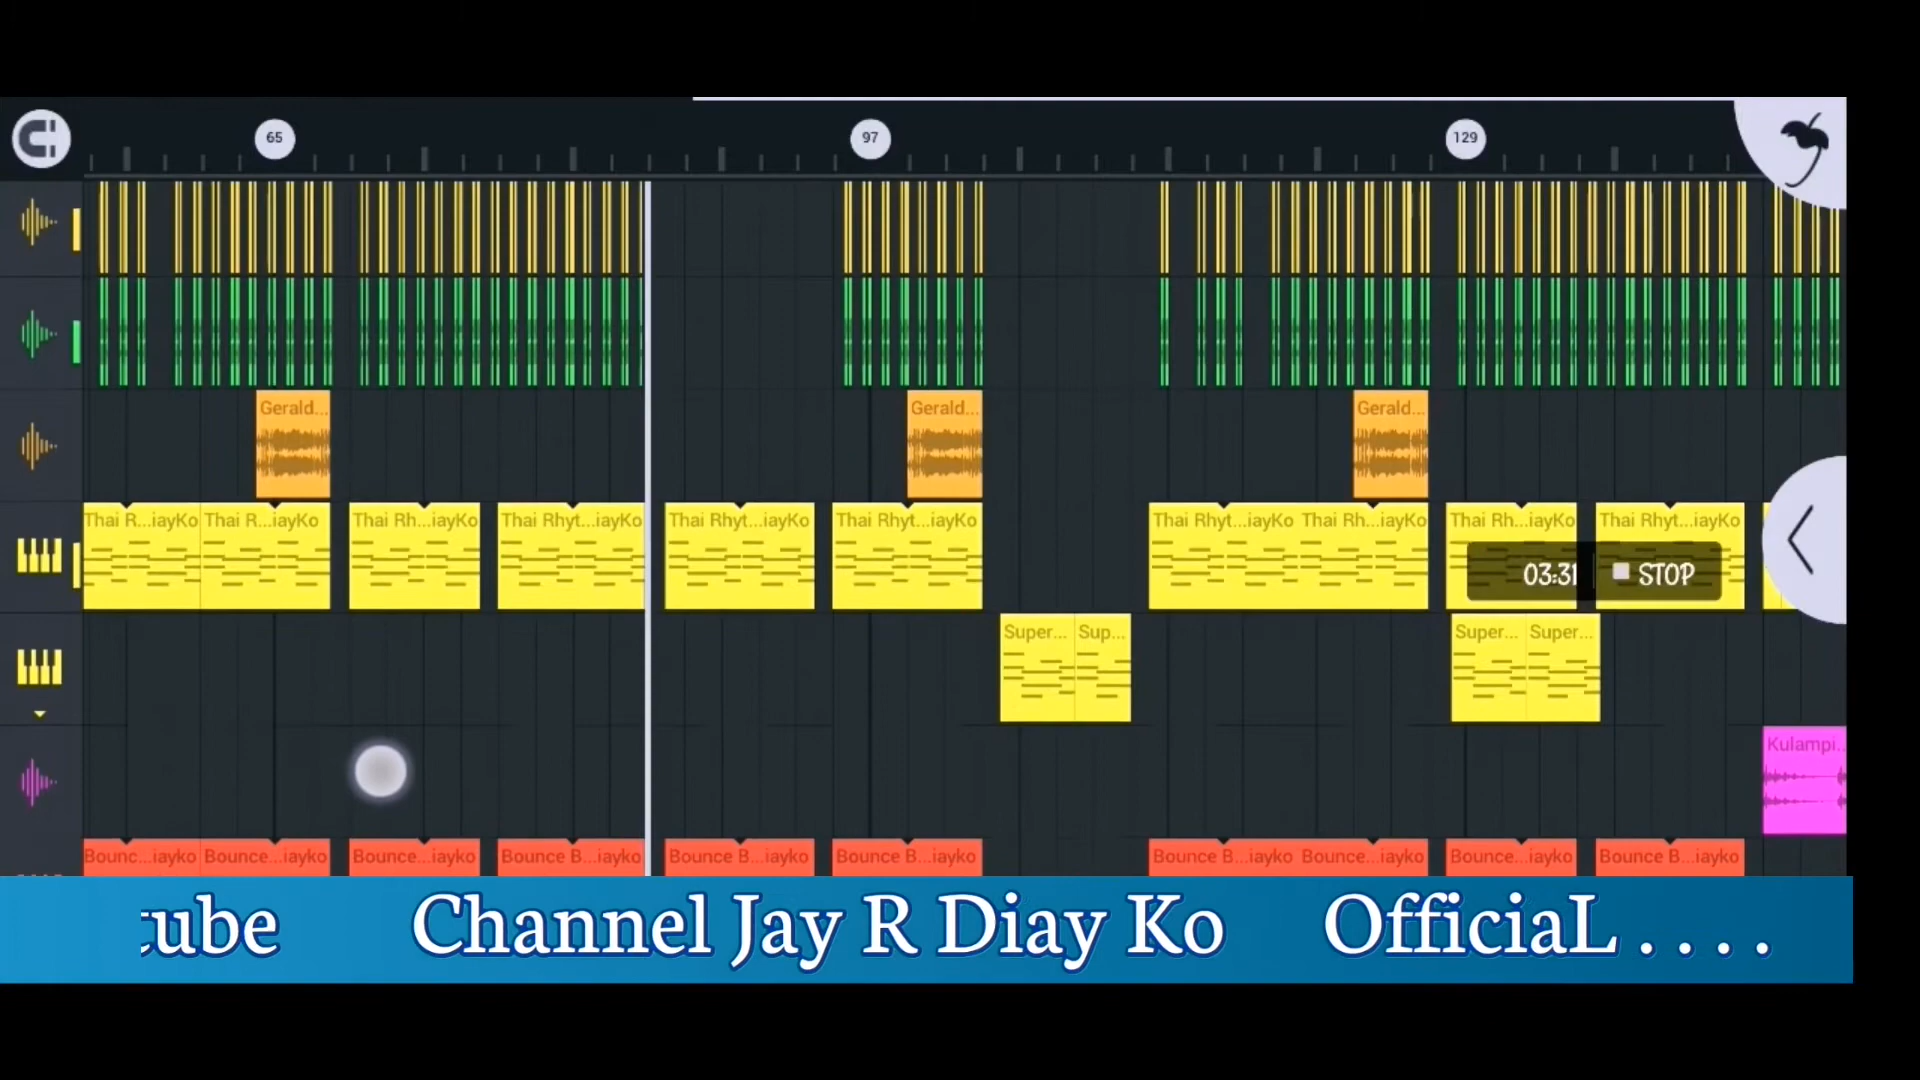 65 97 129
Gerald... Gerald... Gerald...
Thai R...iayKo Thai R...iayKo Thai Rh...iayKo Thai Rhyt...iayKo Thai Rhyt...iayKo Thai Rhyt...iayKo Thai Rhyt...iayKo Thai Rh...iayKo Thai Rh...iayKo Thai Rhyt...iayKo
03:31 STOP
Super... Sup... Super... Super...
Kulampi..
Bounc...iayko Bounce...iayko Bounce...iayko Bounce B...iayko Bounce B...iayko Bounce B...iayko Bounce B...iayko Bounce...iayko Bounce...iayko Bounce B...iayko
tube Channel Jay R Diay Ko OfficiaL . . . .